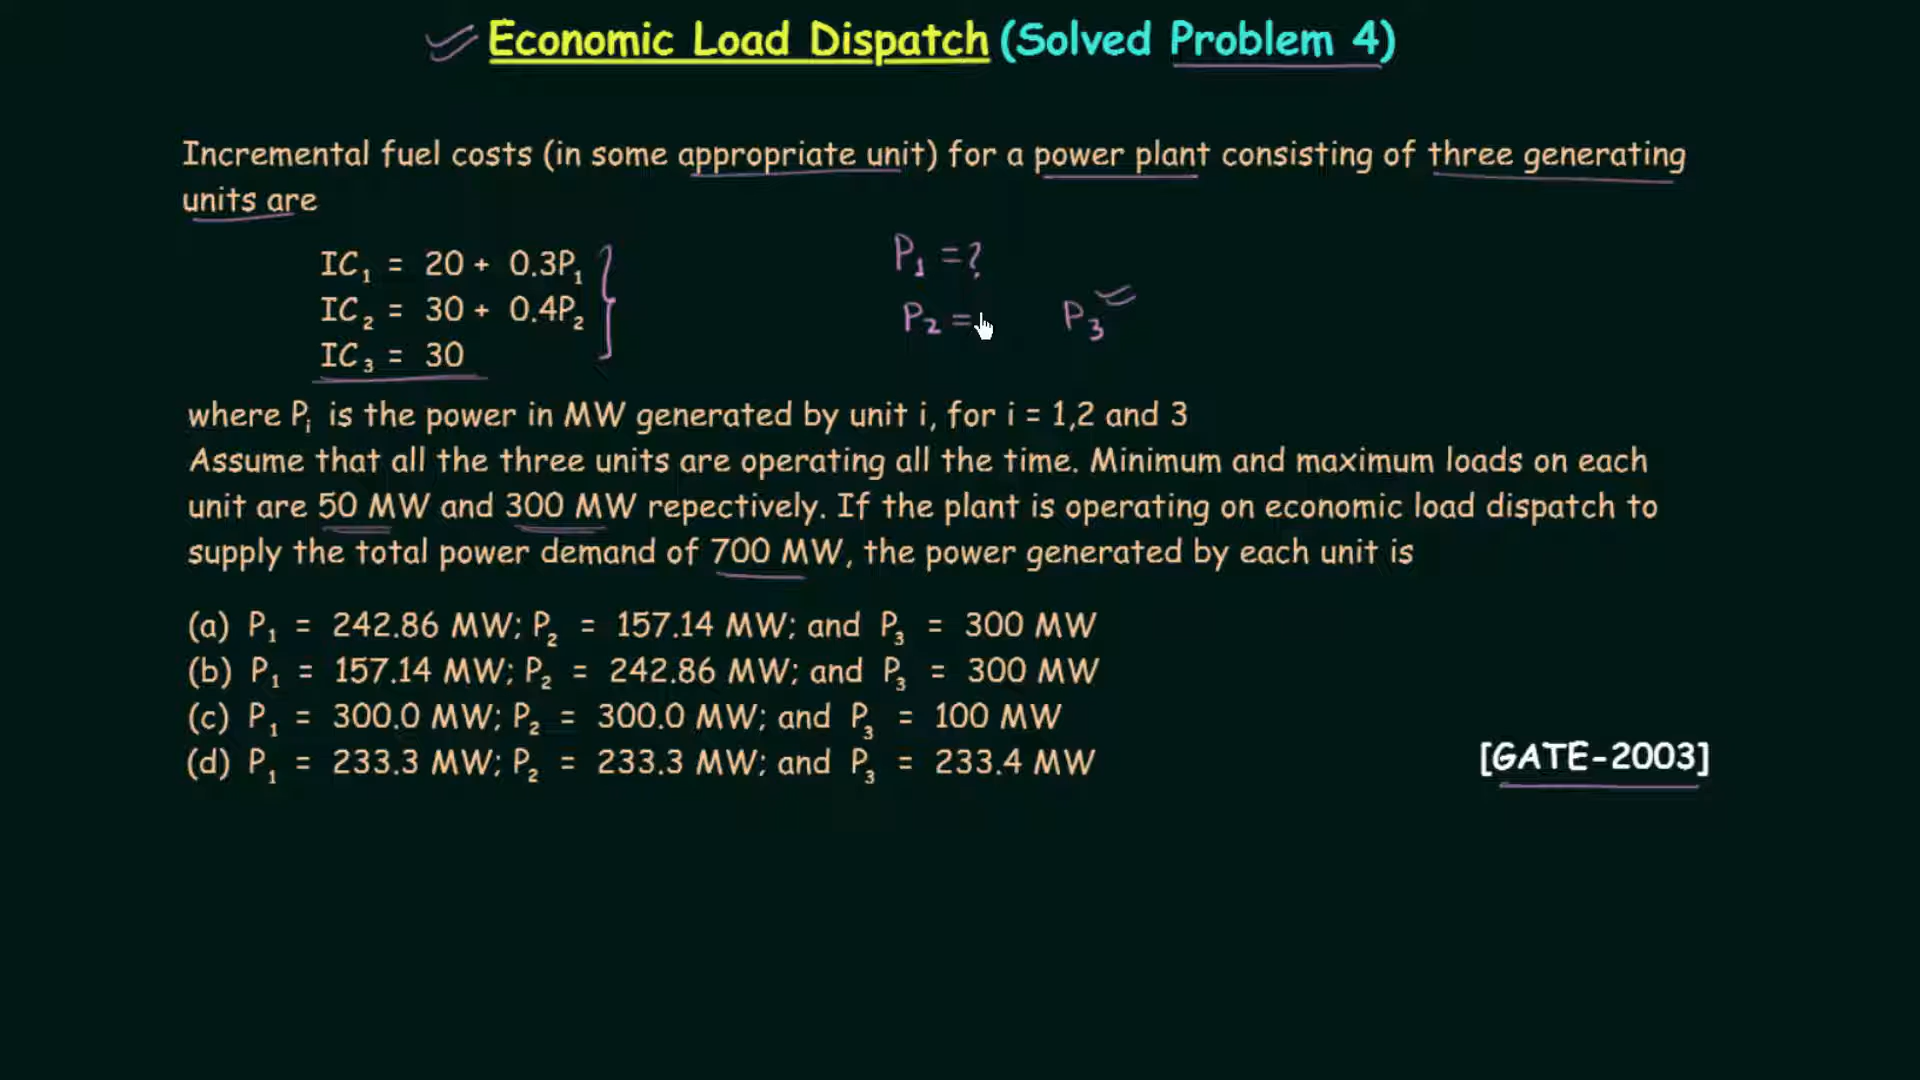 Economic Load Dispatch (Solved Problem 4)
Incremental fuel costs (in some appropriate unit) for a power plant consisting of three generating
units are
IC₁ = 20 + 0.3P₁
IC₂ = 30 + 0.4P₂
IC₃ = 30
P₁ = ?
P₂ = P₃
where Pᵢ is the power in MW generated by unit i, for i = 1,2 and 3
Assume that all the three units are operating all the time. Minimum and maximum loads on each
unit are 50 MW and 300 MW repectively. If the plant is operating on economic load dispatch to
supply the total power demand of 700 MW, the power generated by each unit is
(a) P₁ = 242.86 MW; P₂ = 157.14 MW; and P₃ = 300 MW
(b) P₁ = 157.14 MW; P₂ = 242.86 MW; and P₃ = 300 MW
(c) P₁ = 300.0 MW; P₂ = 300.0 MW; and P₃ = 100 MW
(d) P₁ = 233.3 MW; P₂ = 233.3 MW; and P₃ = 233.4 MW
[GATE-2003]